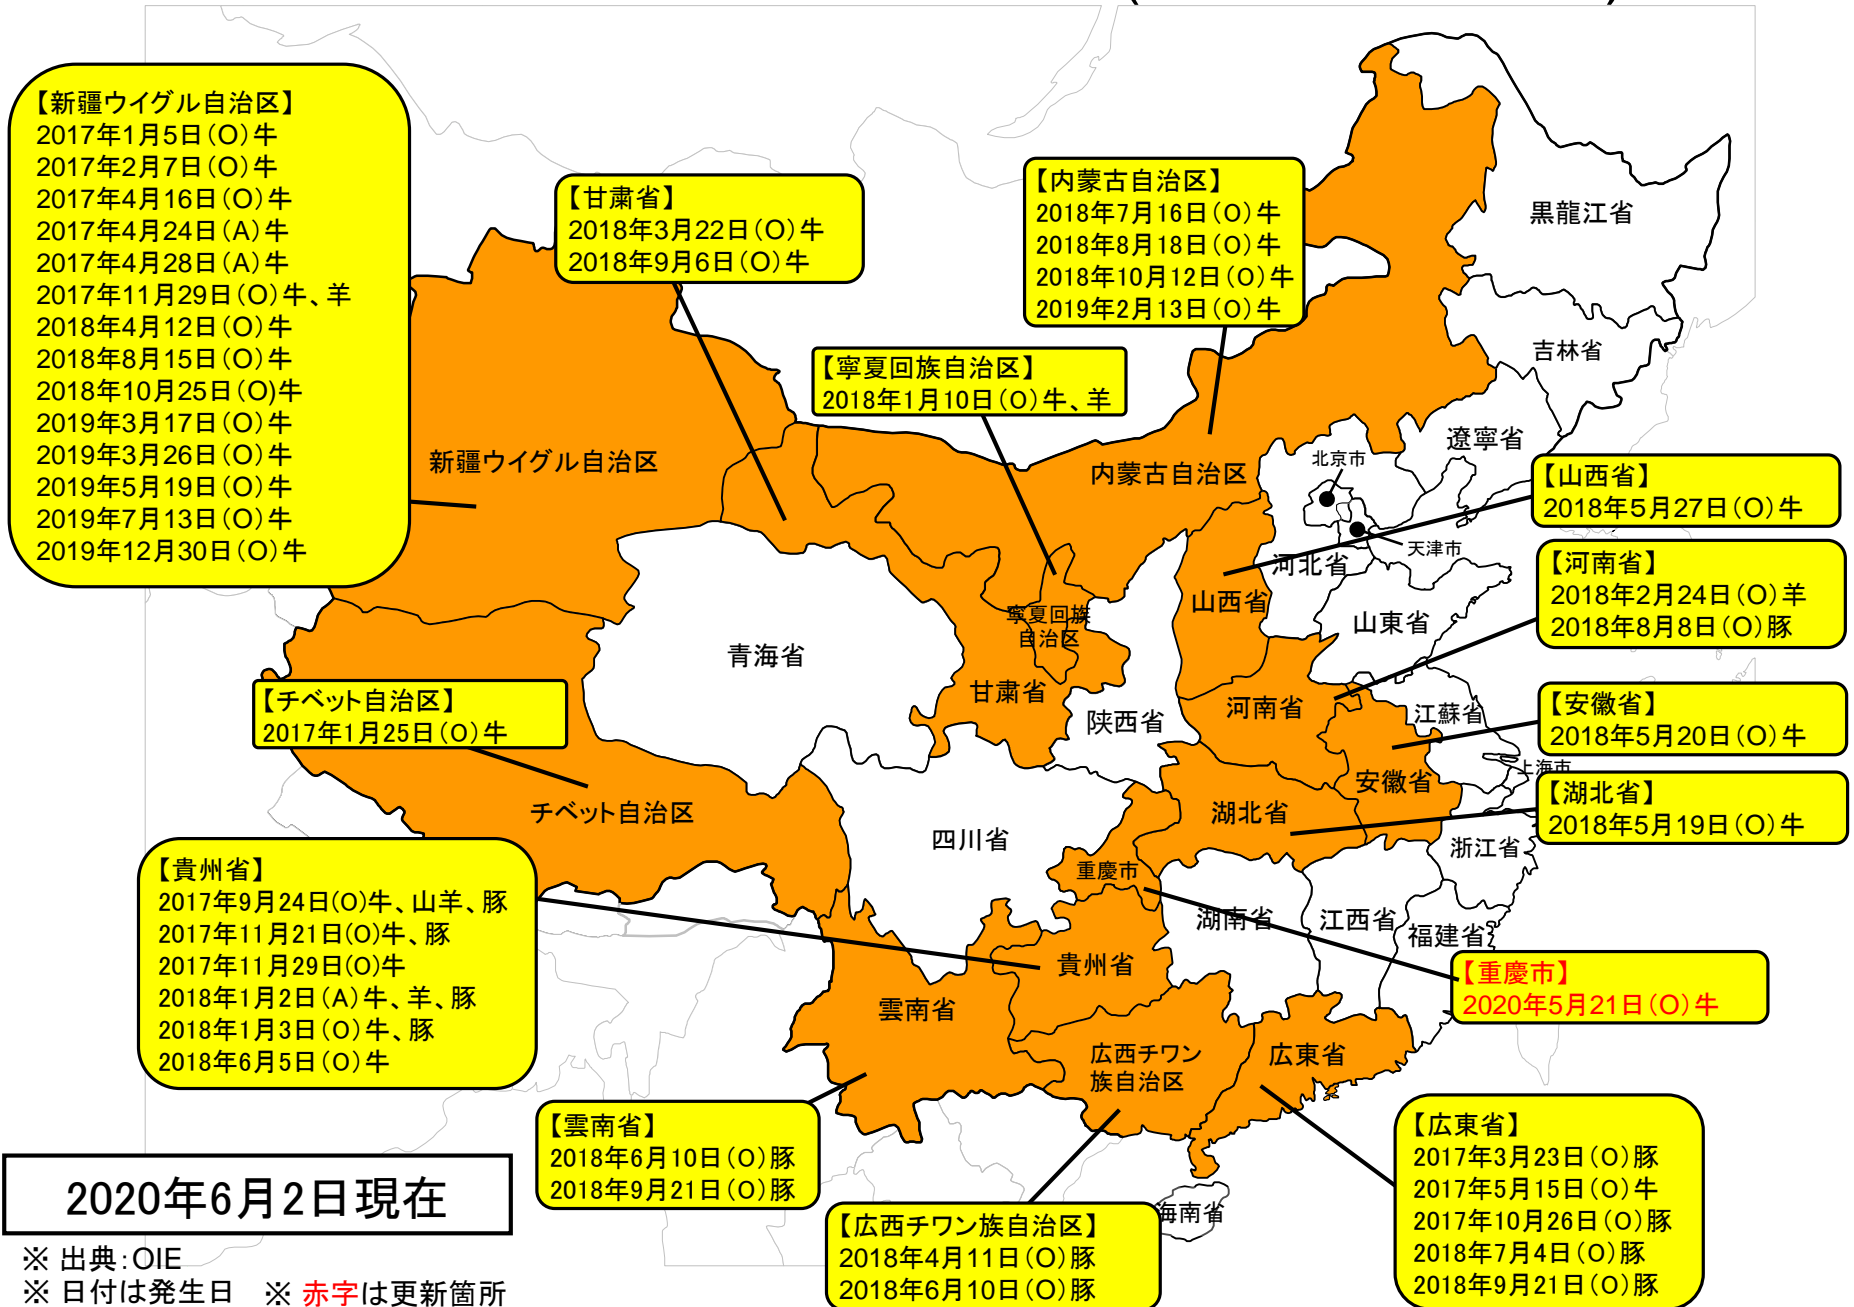 【新疆ウイグル自治区】
2017年1月5日(O)牛
2017年2月7日(O)牛
2017年4月16日(O)牛
2017年4月24日(A)牛
2017年4月28日(A)牛
2017年11月29日(O)牛、羊
2018年4月12日(O)牛
2018年8月15日(O)牛
2018年10月25日(O)牛
2019年3月17日(O)牛
2019年3月26日(O)牛
2019年5月19日(O)牛
2019年7月13日(O)牛
2019年12月30日(O)牛
【甘粛省】
2018年3月22日(O)牛
2018年9月6日(O)牛
【内蒙古自治区】
2018年7月16日(O)牛
2018年8月18日(O)牛
2018年10月12日(O)牛
2019年2月13日(O)牛
【寧夏回族自治区】
2018年1月10日(O)牛、羊
黒龍江省
吉林省
遼寧省
北京市
天津市
河北省
新疆ウイグル自治区
内蒙古自治区
【山西省】
2018年5月27日(O)牛
【河南省】
2018年2月24日(O)羊
2018年8月8日(O)豚
山西省
山東省
寧夏回族
自治区
青海省
甘粛省
陝西省
河南省
江蘇省
【安徽省】
2018年5月20日(O)牛
【チベット自治区】
2017年1月25日(O)牛
上海市
安徽省
【湖北省】
2018年5月19日(O)牛
チベット自治区
四川省
湖北省
浙江省
重慶市
【貴州省】
2017年9月24日(O)牛、山羊、豚
2017年11月21日(O)牛、豚
2017年11月29日(O)牛
2018年1月2日(A)牛、羊、豚
2018年1月3日(O)牛、豚
2018年6月5日(O)牛
湖南省
江西省
福建省
貴州省
雲南省
【重慶市】
2020年5月21日(O)牛
広西チワン
族自治区
広東省
【雲南省】
2018年6月10日(O)豚
2018年9月21日(O)豚
【広西チワン族自治区】
2018年4月11日(O)豚
2018年6月10日(O)豚
海南省
【広東省】
2017年3月23日(O)豚
2017年5月15日(O)牛
2017年10月26日(O)豚
2018年7月4日(O)豚
2018年9月21日(O)豚
2020年6月2日現在
※ 出典:OIE
※ 日付は発生日 ※ 赤字は更新箇所